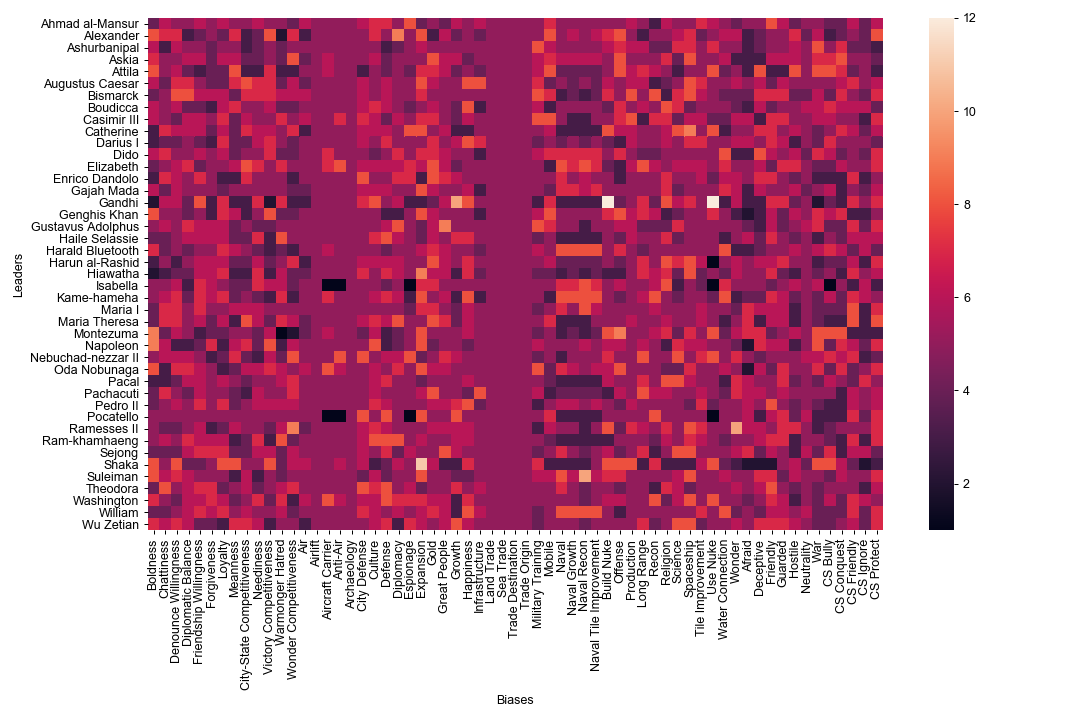 Leaders
Ahmad al-Mansur
Alexander
Ashurbanipal
Askia
Attila
Augustus Caesar
Bismarck
Boudicca
Casimir III
Catherine
Darius I
Dido
Elizabeth
Enrico Dandolo
Gajah Mada
Gandhi
Genghis Khan
Gustavus Adolphus
Haile Selassie
Harald Bluetooth
Harun al-Rashid
Hiawatha
Isabella
Kame-hameha
Maria I
Maria Theresa
Montezuma
Napoleon
Nebuchad-nezzar II
Oda Nobunaga
Pacal
Pachacuti
Pedro II
Pocatello
Ramesses II
Ram-khamhaeng
Sejong
Shaka
Suleiman
Theodora
Washington
William
Wu Zetian
Boldness
Chattiness
Denounce Willingness
Diplomatic Balance
Friendship Willingness
Forgiveness
Loyalty
Meanness
City-State Competitiveness
Neediness
Victory Competitiveness
Warmonger Hatred
Wonder Competitiveness
Air
Airlift
Aircraft Carrier
Anti-Air
Archaeology
City Defense
Culture
Defense
Diplomacy
Espionage
Expansion
Gold
Great People
Growth
Happiness
Infrastructure
Land Trade
Sea Trade
Trade Destination
Trade Origin
Military Training
Mobile
Naval
Naval Growth
Naval Recon
Naval Tile Improvement
Build Nuke
Offense
Production
Long Range
Recon
Religion
Science
Spaceship
Tile Improvement
Use Nuke
Water Connection
Wonder
Afraid
Deceptive
Friendly
Guarded
Hostile
Neutrality
War
CS Bully
CS Conquest
CS Friendly
CS Ignore
CS Protect
Biases
12
10
8
6
4
2